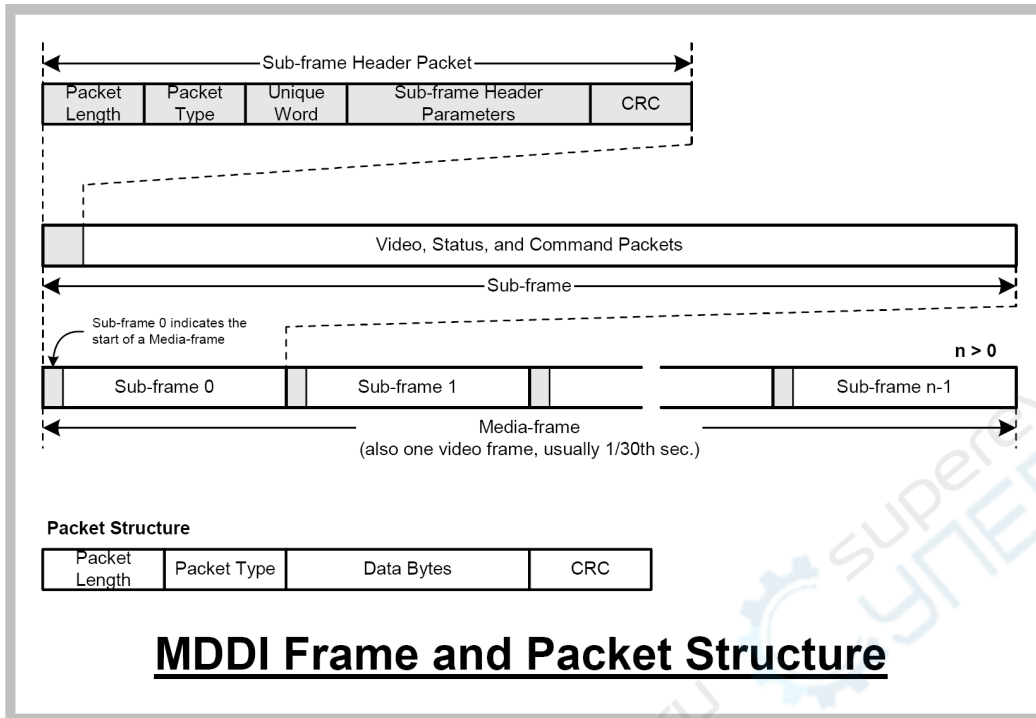 Sub-frame Header Packet
Packet Length
Packet Type
Unique Word
Sub-frame Header Parameters
CRC
Video, Status, and Command Packets
Sub-frame
Sub-frame 0 indicates the
start of a Media-frame
n > 0
Sub-frame 0
Sub-frame 1
Sub-frame n-1
Media-frame
(also one video frame, usually 1/30th sec.)
Packet Structure
Packet Length
Packet Type
Data Bytes
CRC
MDDI Frame and Packet Structure